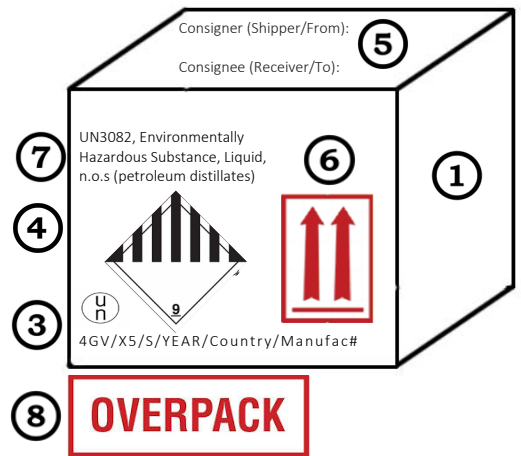 Consigner (Shipper/From):
5
Consignee (Receiver/To):
7
UN3082, Environmentally
Hazardous Substance, Liquid,
n.o.s (petroleum distillates)
6
1
4
9
u
n
3
4GV/X5/S/YEAR/Country/Manufac#
8
OVERPACK